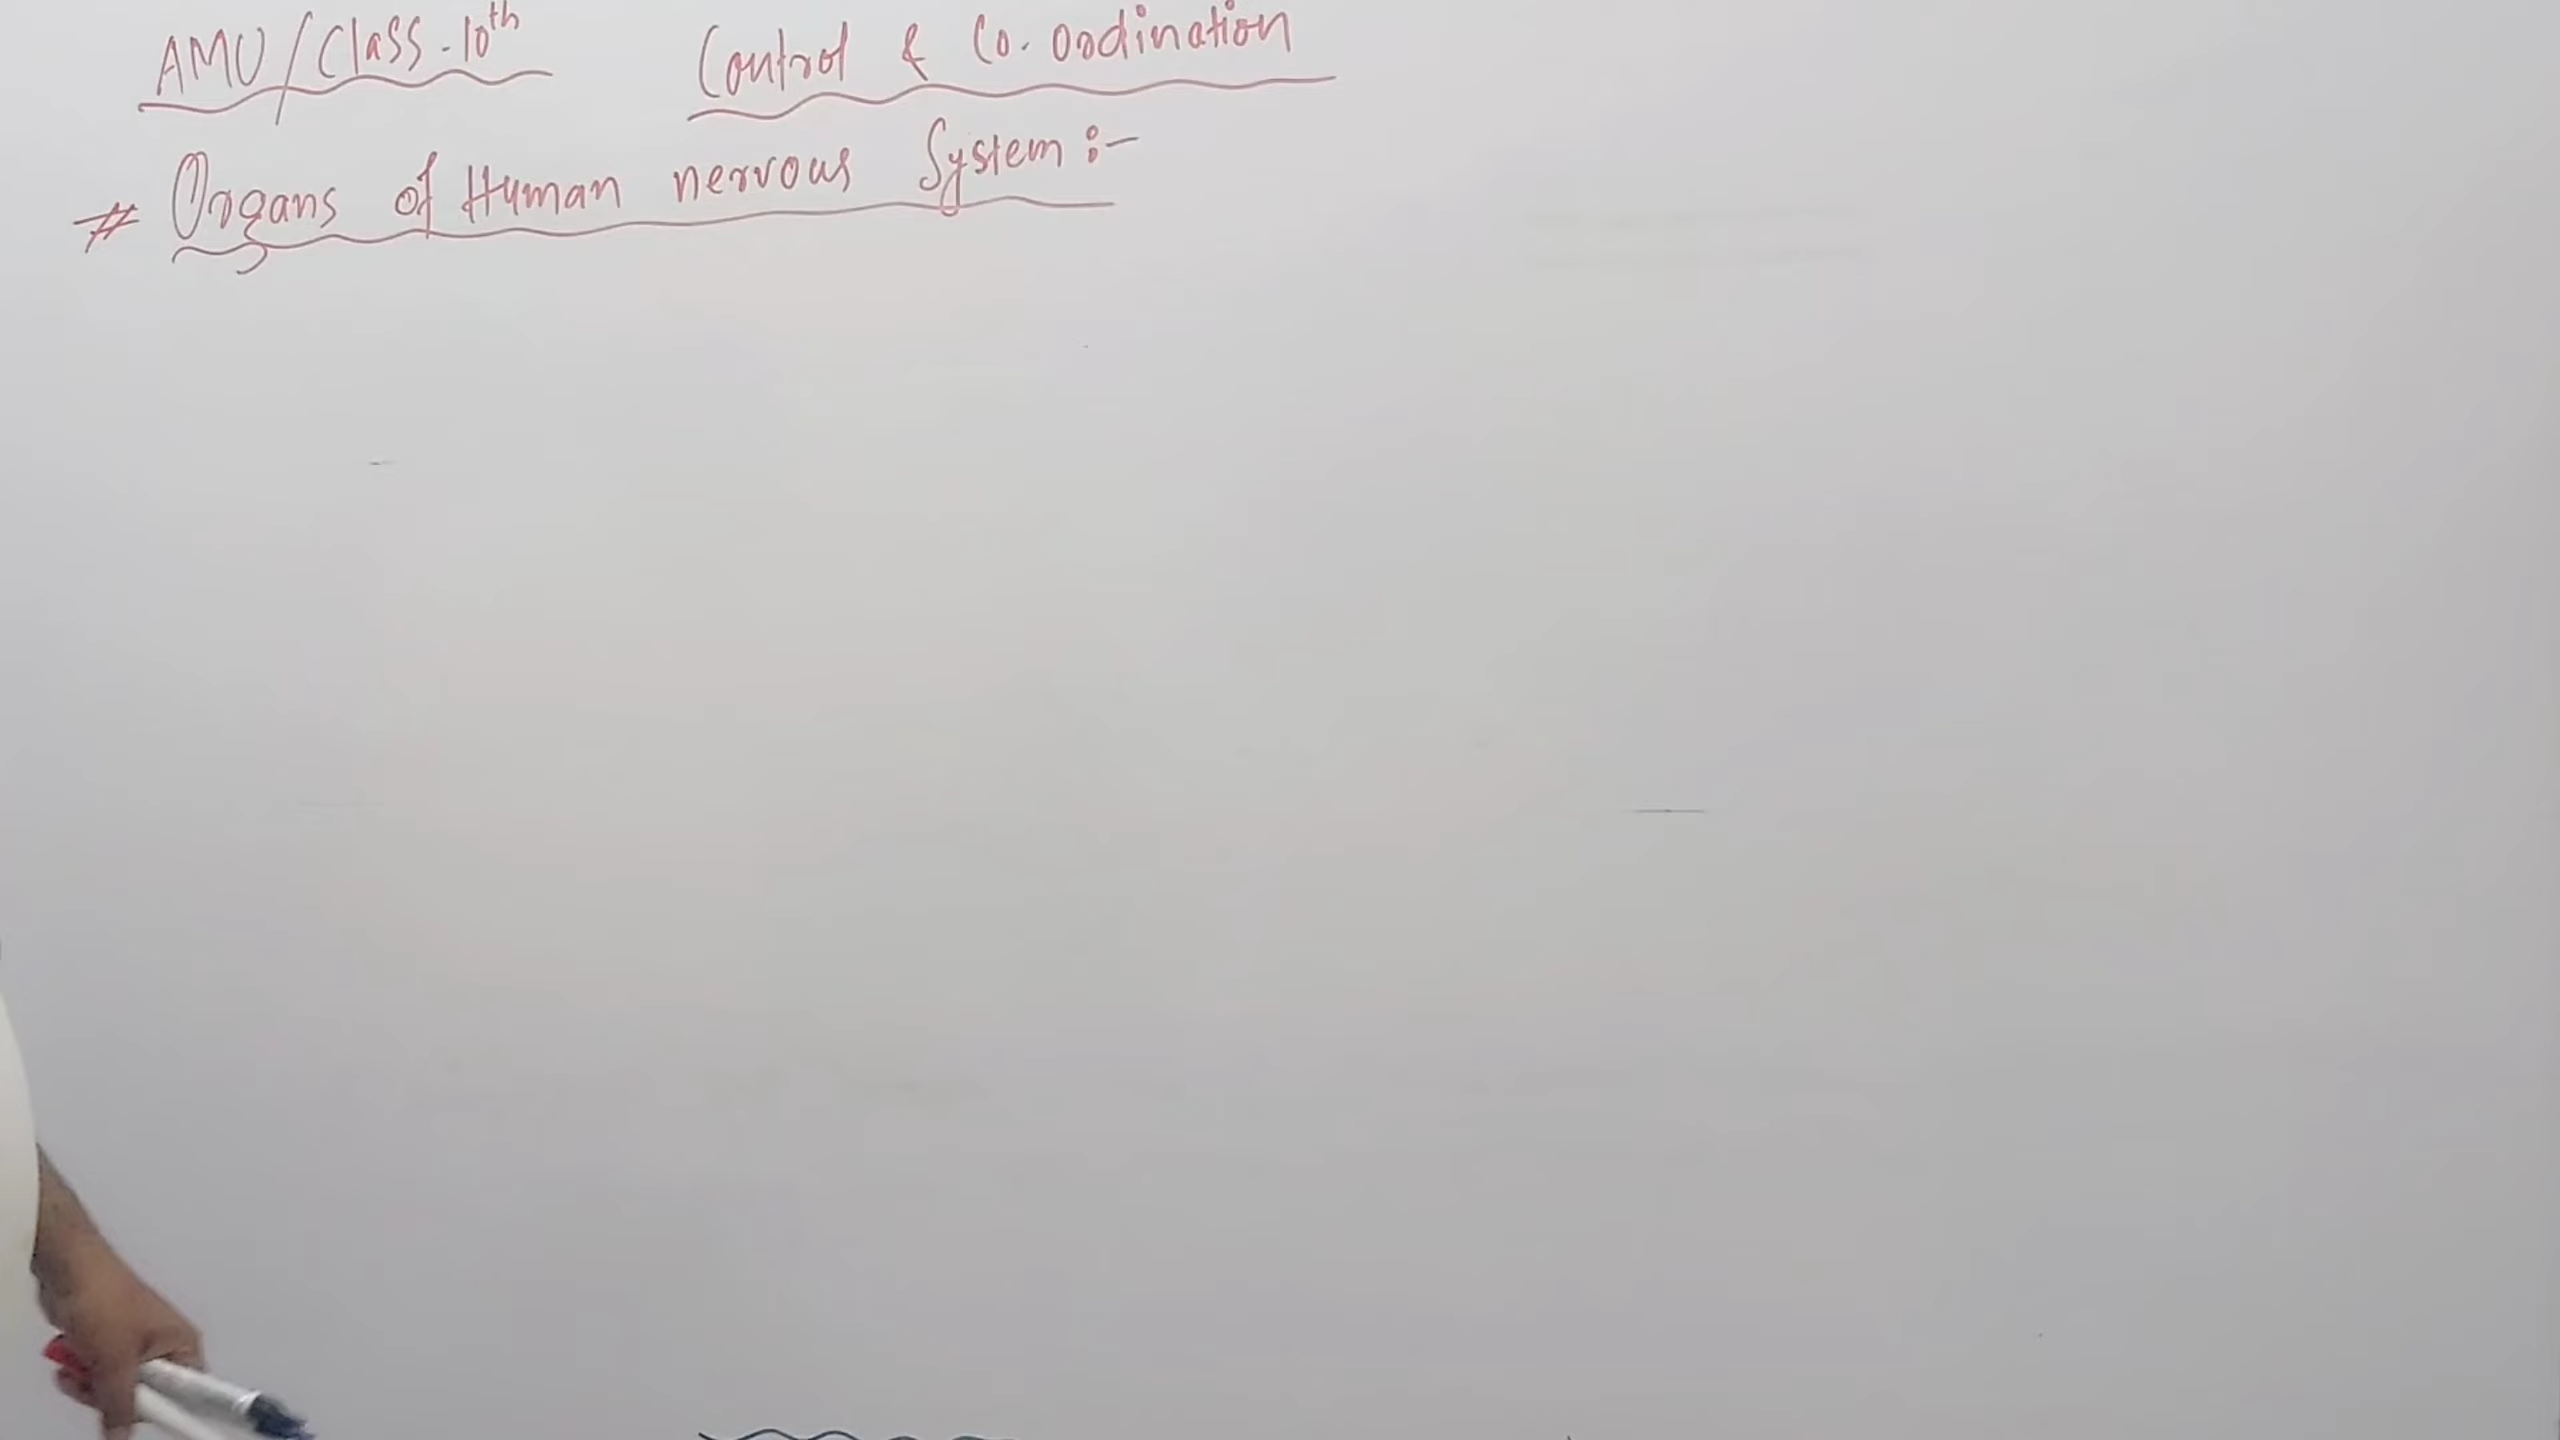 AMU/Class-10th Control & Co-ordination
# Organs of Human nervous System :-